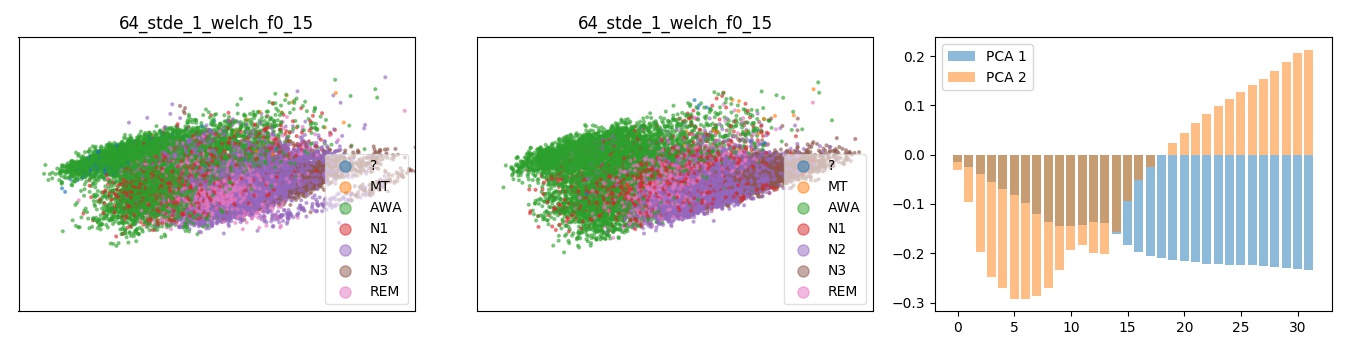 64_stde_1_welch_f0_15
?
MT
AWA
N1
N2
N3
REM
64_stde_1_welch_f0_15
?
MT
AWA
N1
N2
N3
REM
PCA 1
PCA 2
0.2
0.1
0.0
−0.1
−0.2
−0.3
0 5 10 15 20 25 30